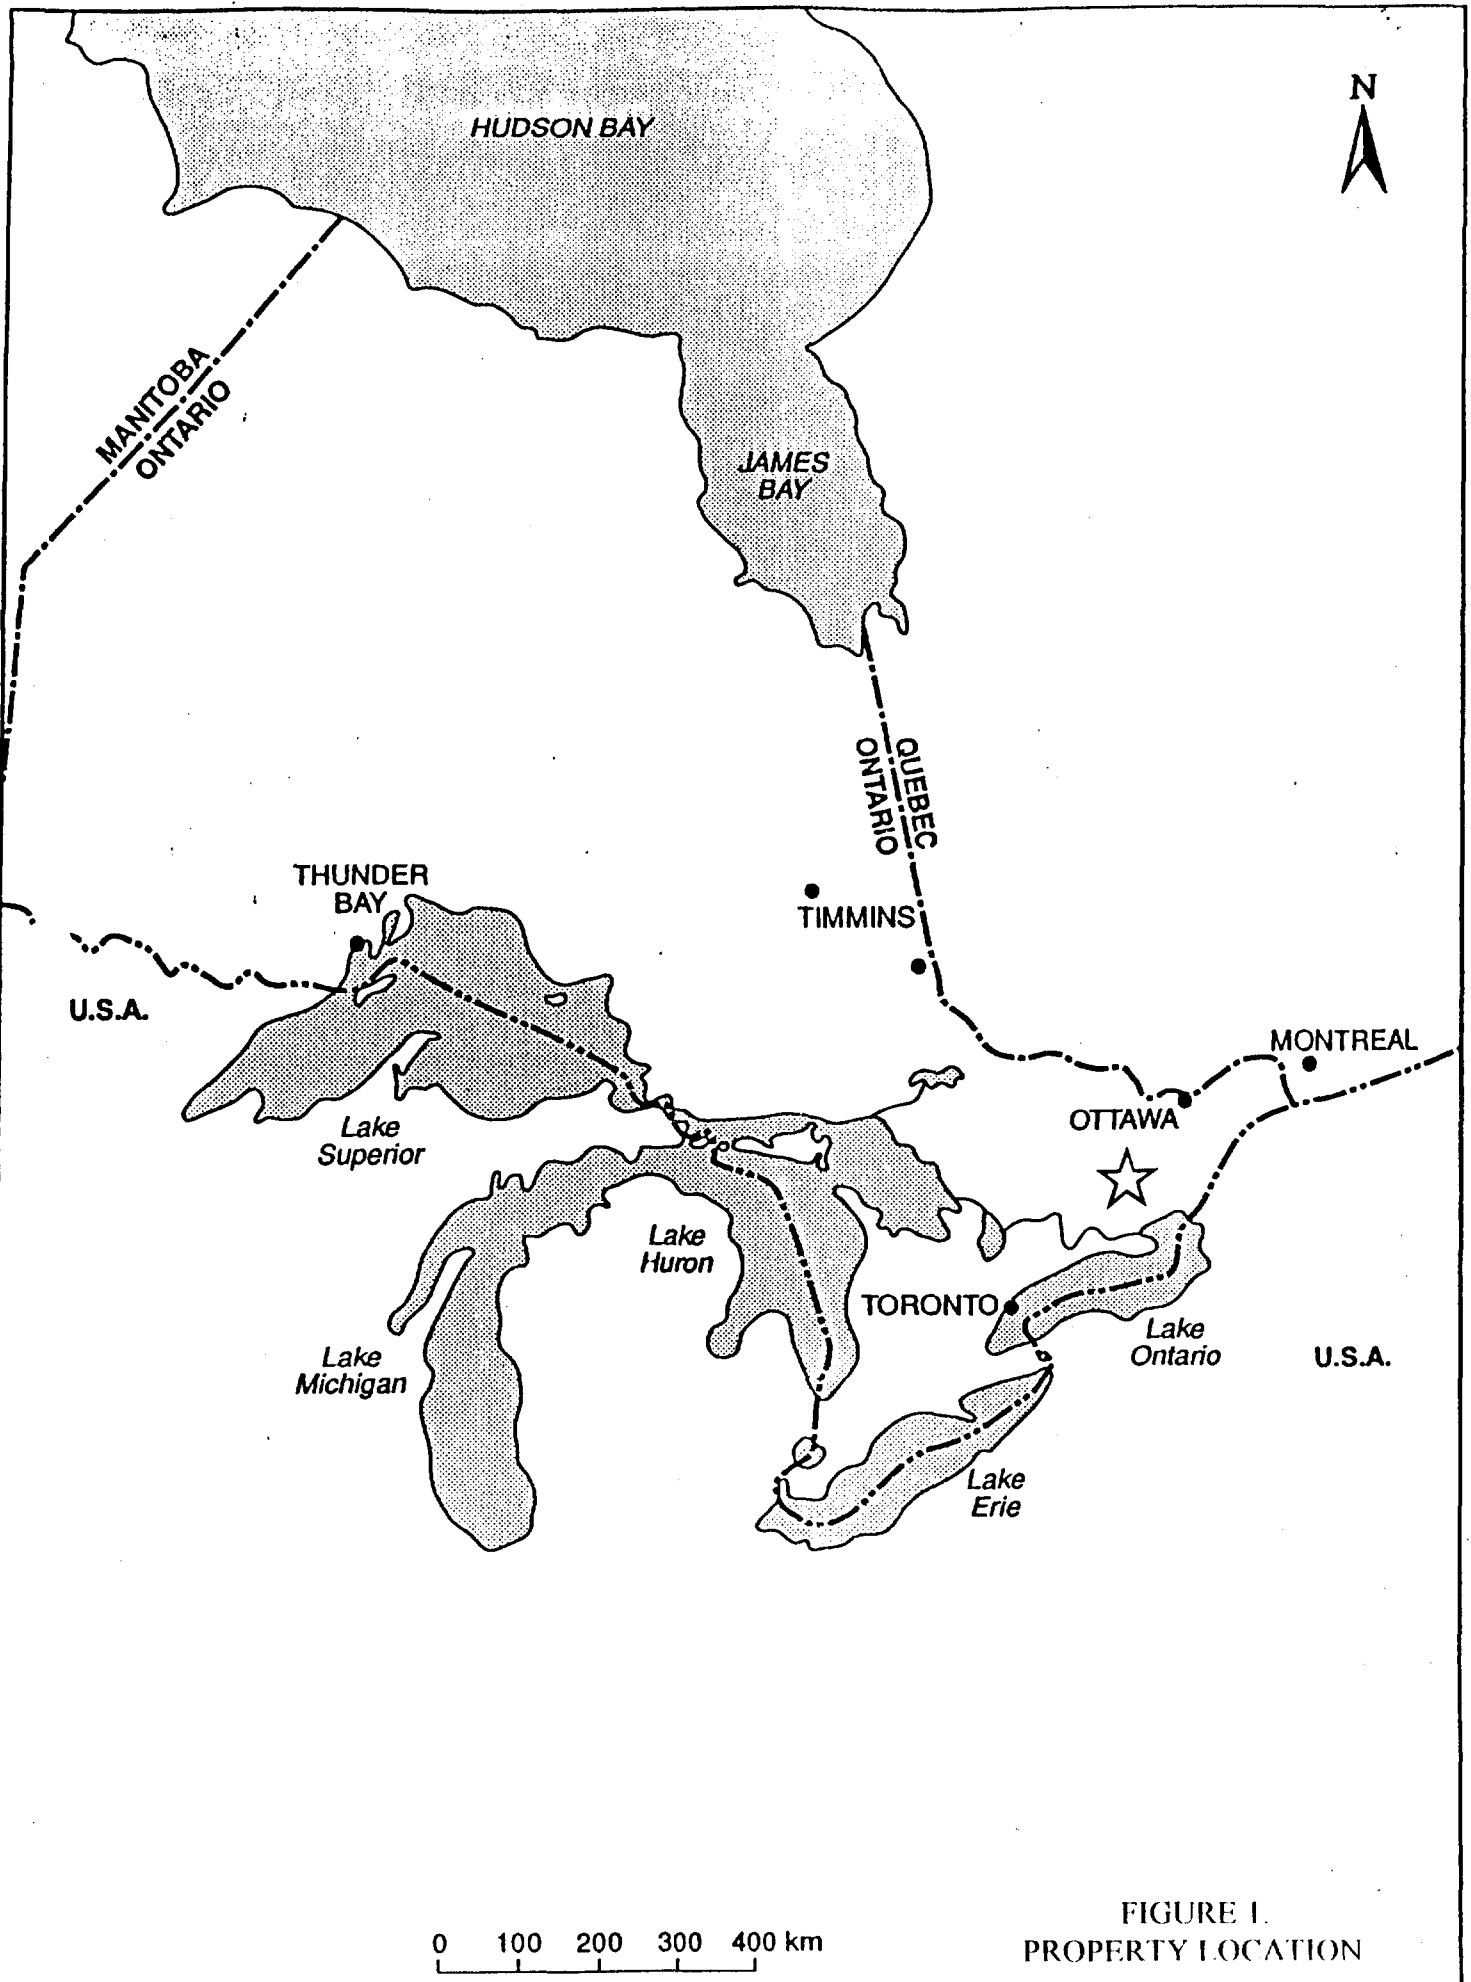 N
HUDSON BAY
MANITOBA
ONTARIO
JAMES
BAY
QUEBEC
ONTARIO
THUNDER
BAY
TIMMINS
U.S.A.
MONTREAL
OTTAWA
Lake
Superior
Lake
Huron
TORONTO
Lake
Ontario
U.S.A.
Lake
Michigan
Lake
Erie
FIGURE 1.
PROPERTY LOCATION
0 100 200 300 400 km